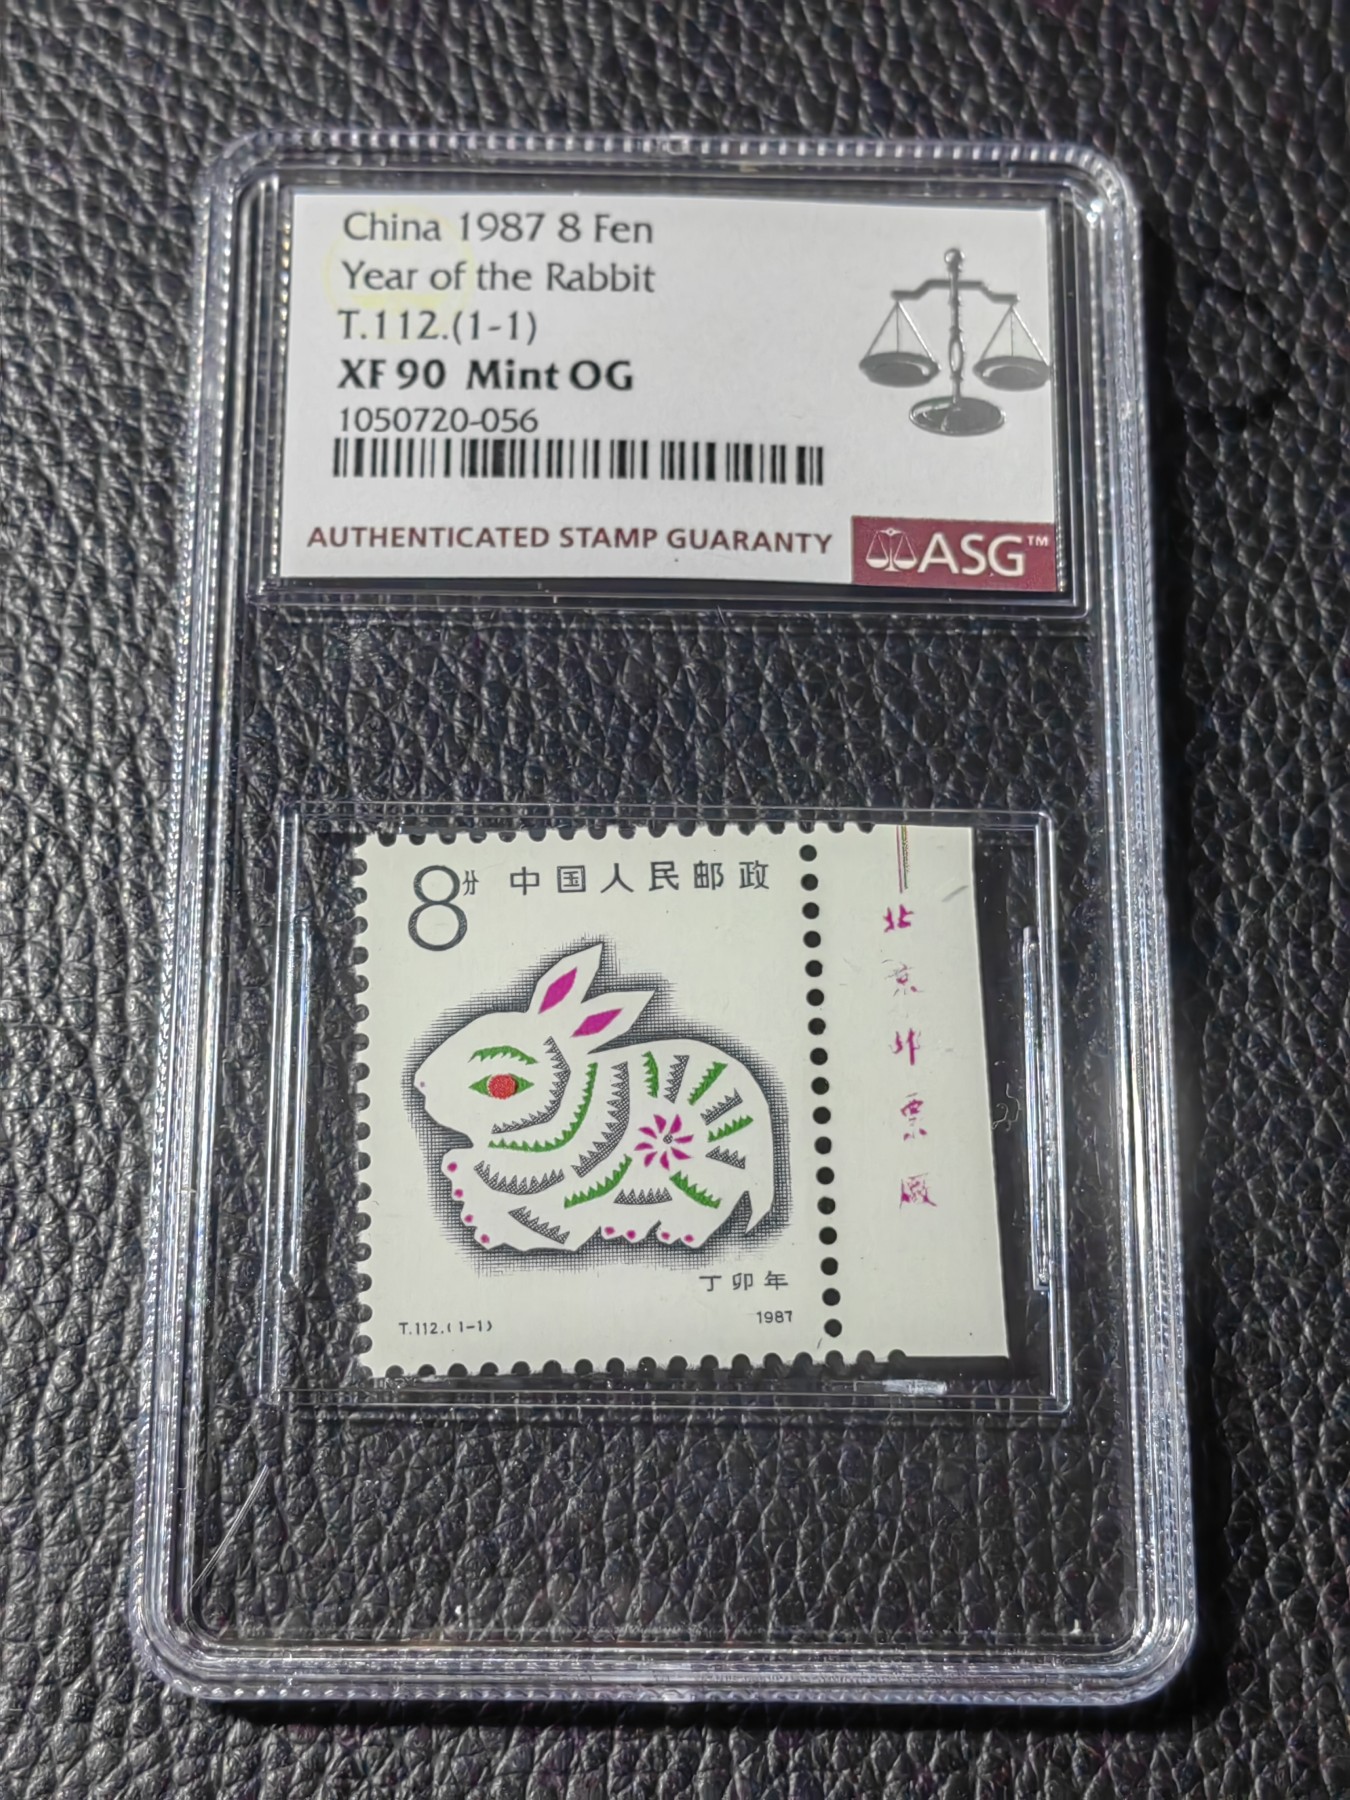 China 1987 8 Fen
Year of the Rabbit
T.112.(1-1)
XF 90 Mint OG
1050720-056
AUTHENTICATED STAMP GUARANTY
ASG™
8分 中国人民邮政
北京邮票厂
丁卯年
1987
T.112.(1-1)